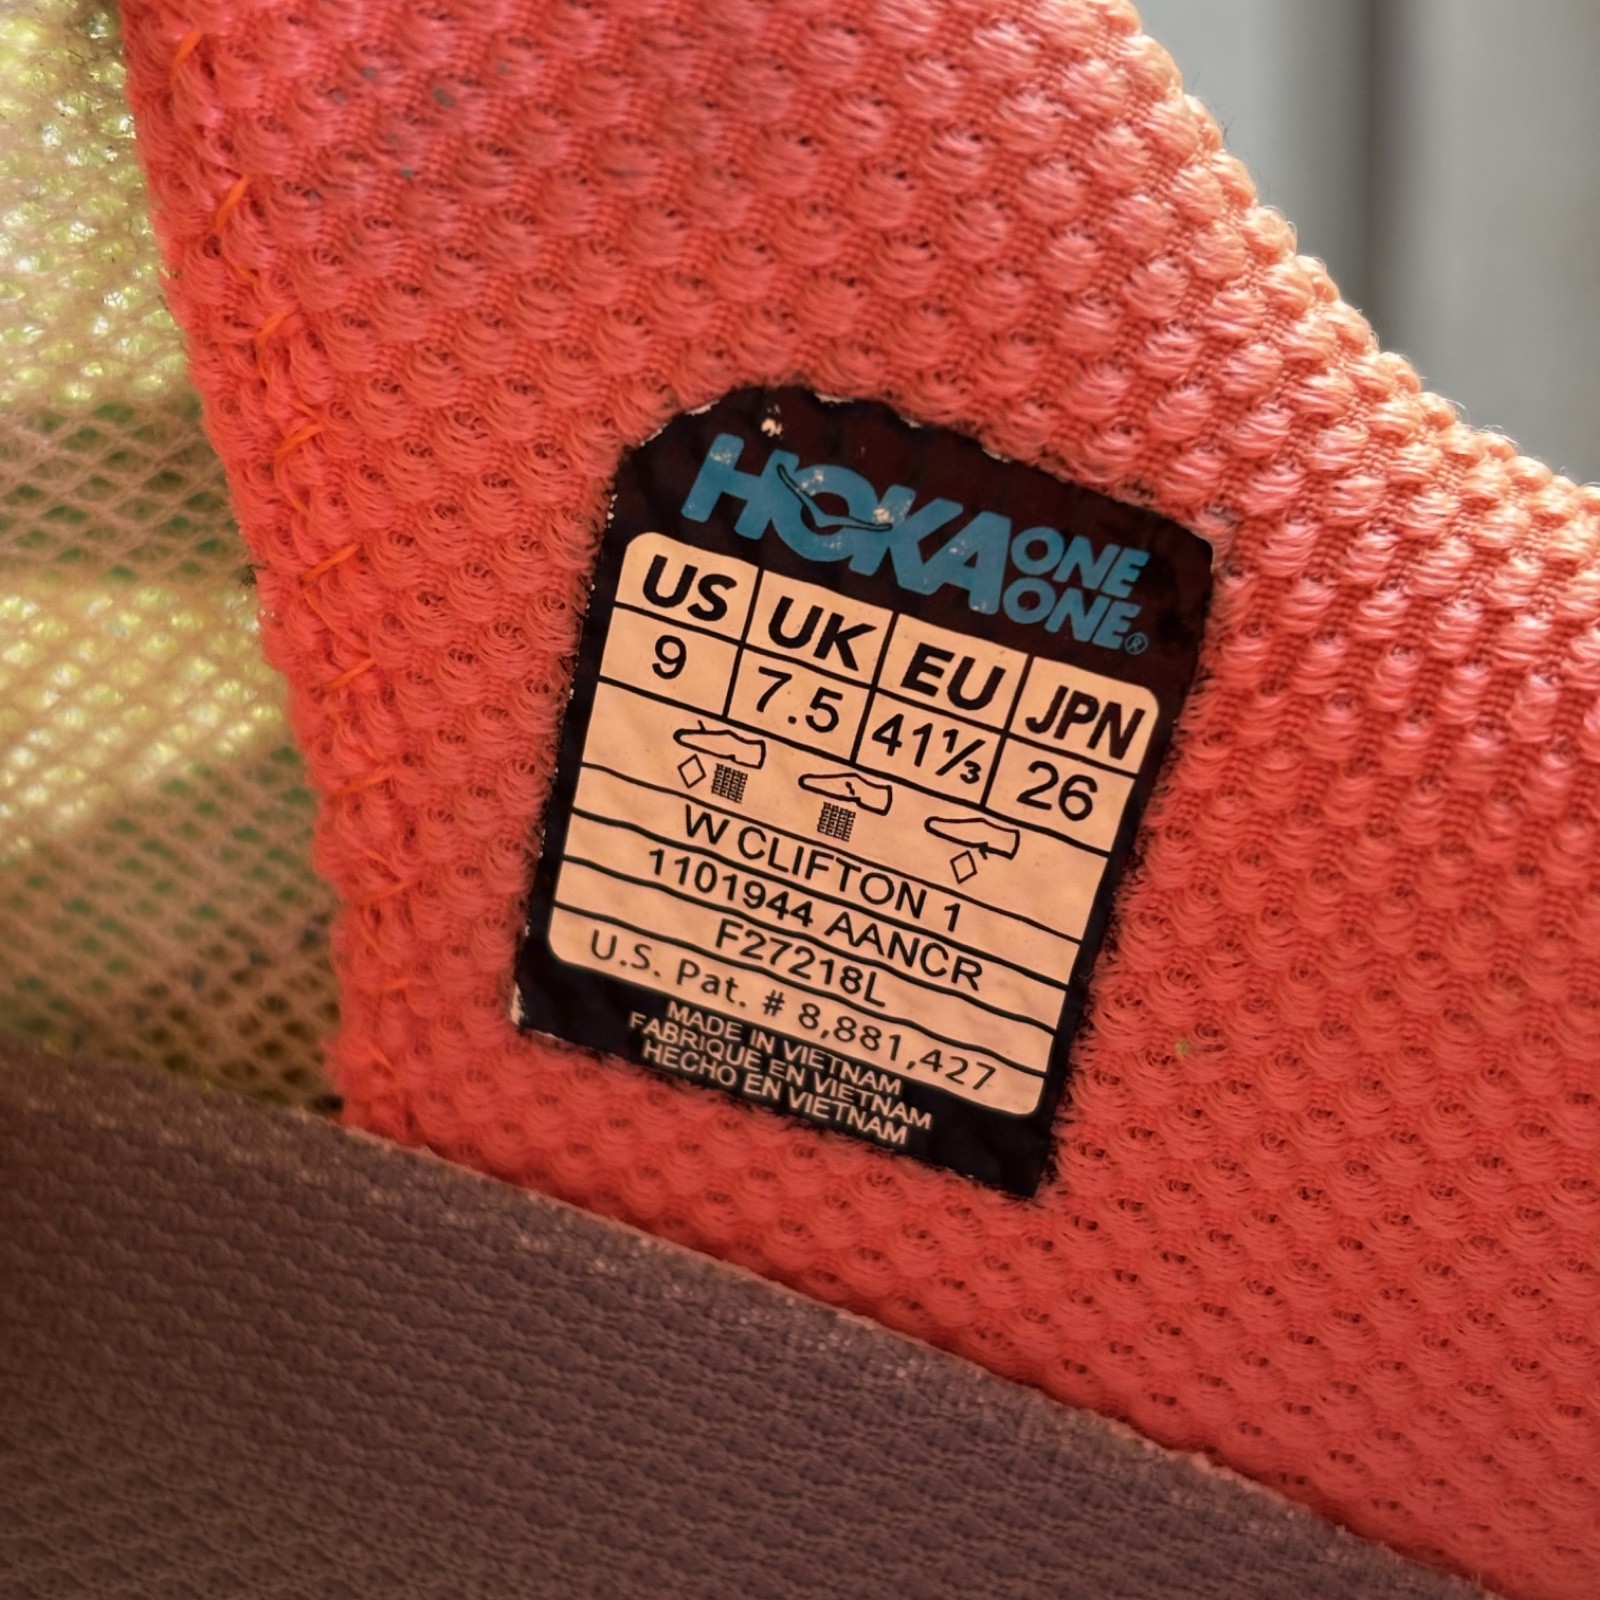 HOKA ONE ONE®
US UK EU JPN
9 7.5 41⅓ 26
W CLIFTON 1
1101944 AANCR
F27218L
U.S. Pat. # 8,881,427
MADE IN VIETNAM
FABRIQUE EN VIETNAM
HECHO EN VIETNAM